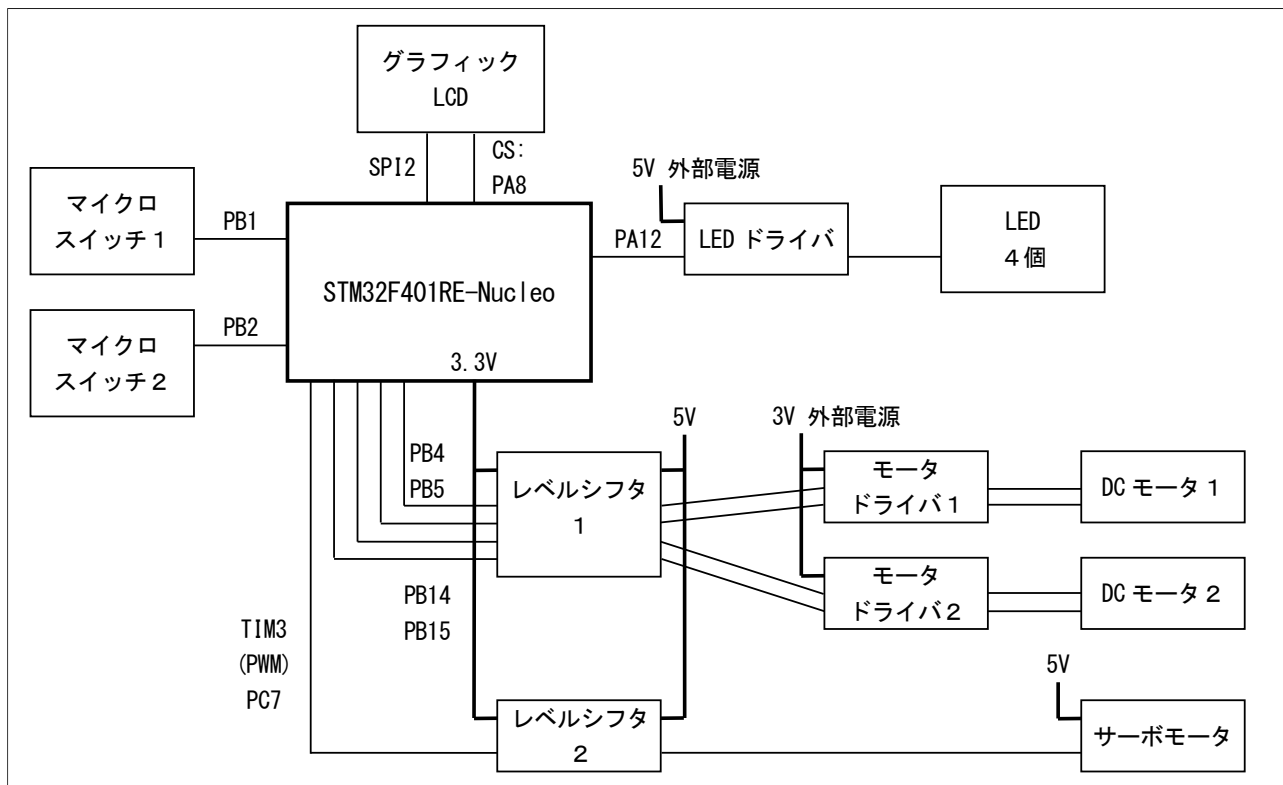 グラフィック
LCD
SPI2
CS:
PA8
マイクロ
スイッチ1
PB1
5V 外部電源
PA12
LED ドライバ
LED
4個
STM32F401RE-Nucleo
3.3V
マイクロ
スイッチ2
PB2
PB4
PB5
レベルシフタ
1
5V
3V 外部電源
モータ
ドライバ1
DC モータ1
モータ
ドライバ2
DC モータ2
PB14
PB15
TIM3
(PWM)
PC7
レベルシフタ
2
5V
サーボモータ